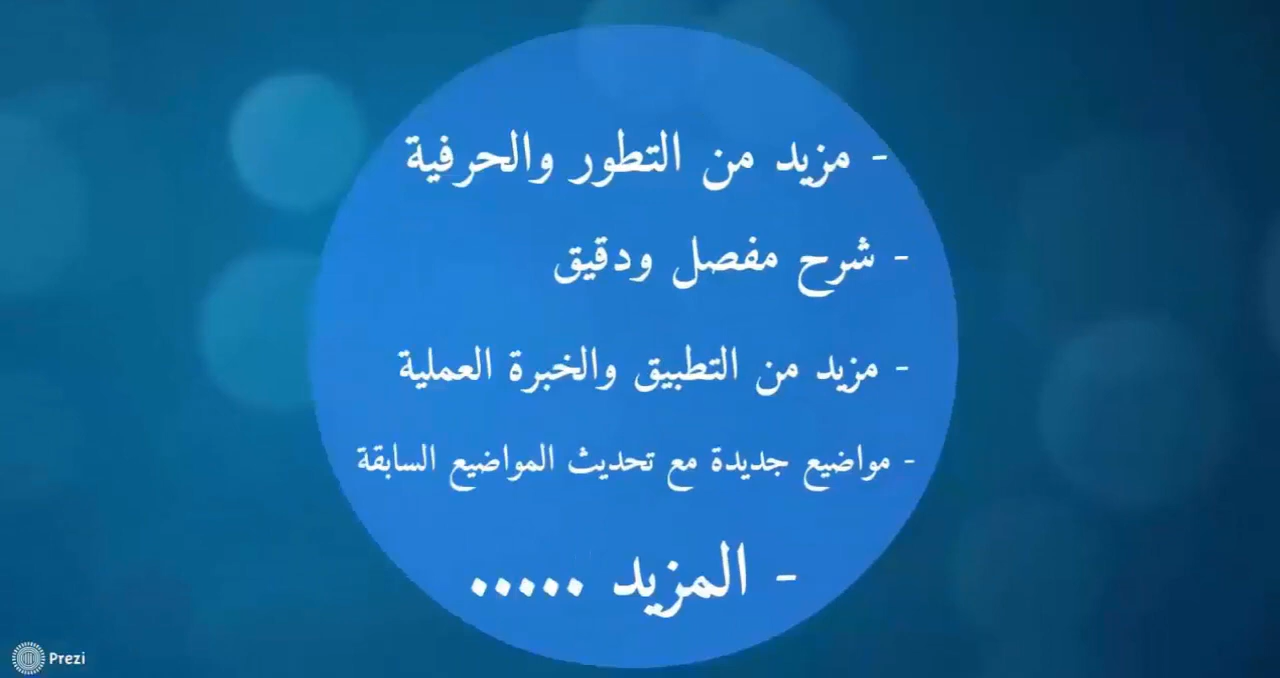 - مزيد من التطور والحرفية
- شرح مفصل ودقيق
- مزيد من التطبيق والخبرة العملية
- مواضيع جديدة مع تحديث المواضيع السابقة
- المزيد .....
Prezi